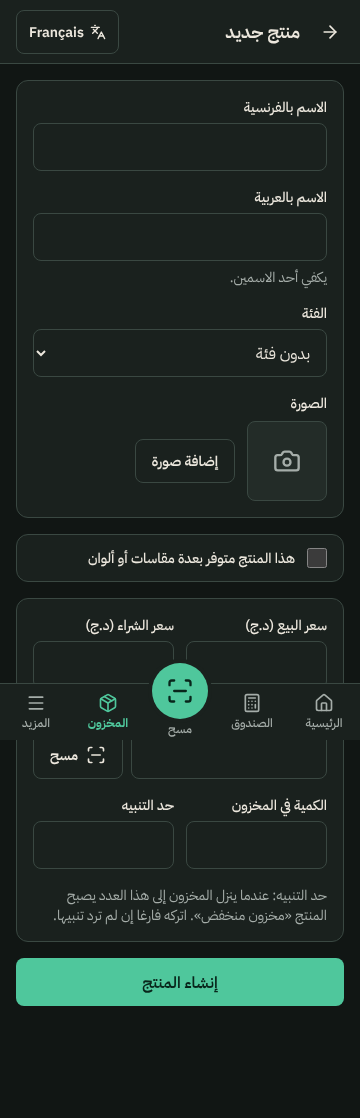 منتج جديد
Français
الاسم بالفرنسية
الاسم بالعربية
يكفي أحد الاسمين.
الفئة
بدون فئة
الصورة
إضافة صورة
هذا المنتج متوفر بعدة مقاسات أو ألوان
سعر البيع (د.ج)
سعر الشراء (د.ج)
الرئيسية
الصندوق
مسح
المخزون
المزيد
مسح
الكمية في المخزون
حد التنبيه
حد التنبيه: عندما ينزل المخزون إلى هذا العدد يصبح
المنتج «مخزون منخفض». اتركه فارغا إن لم ترد تنبيها.
إنشاء المنتج